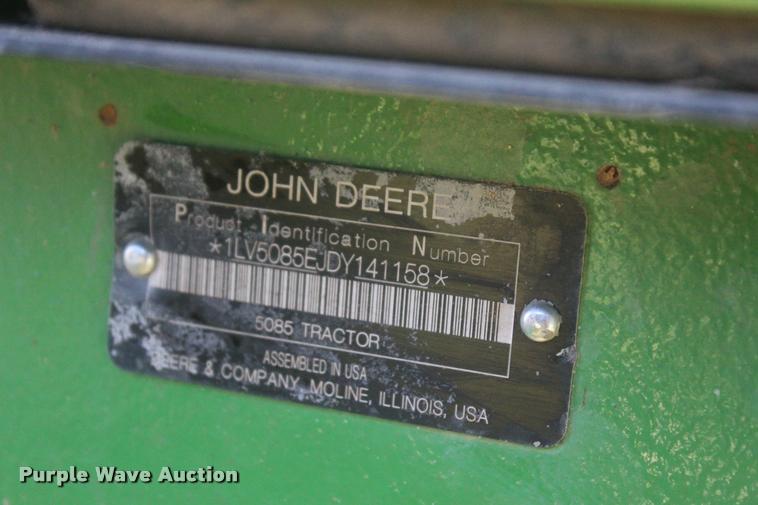 JOHN DEERE
Product Identification Number
*1LV5085EJDY141158*
5085 TRACTOR
ASSEMBLED IN USA
DEERE & COMPANY, MOLINE, ILLINOIS, USA
Purple Wave Auction